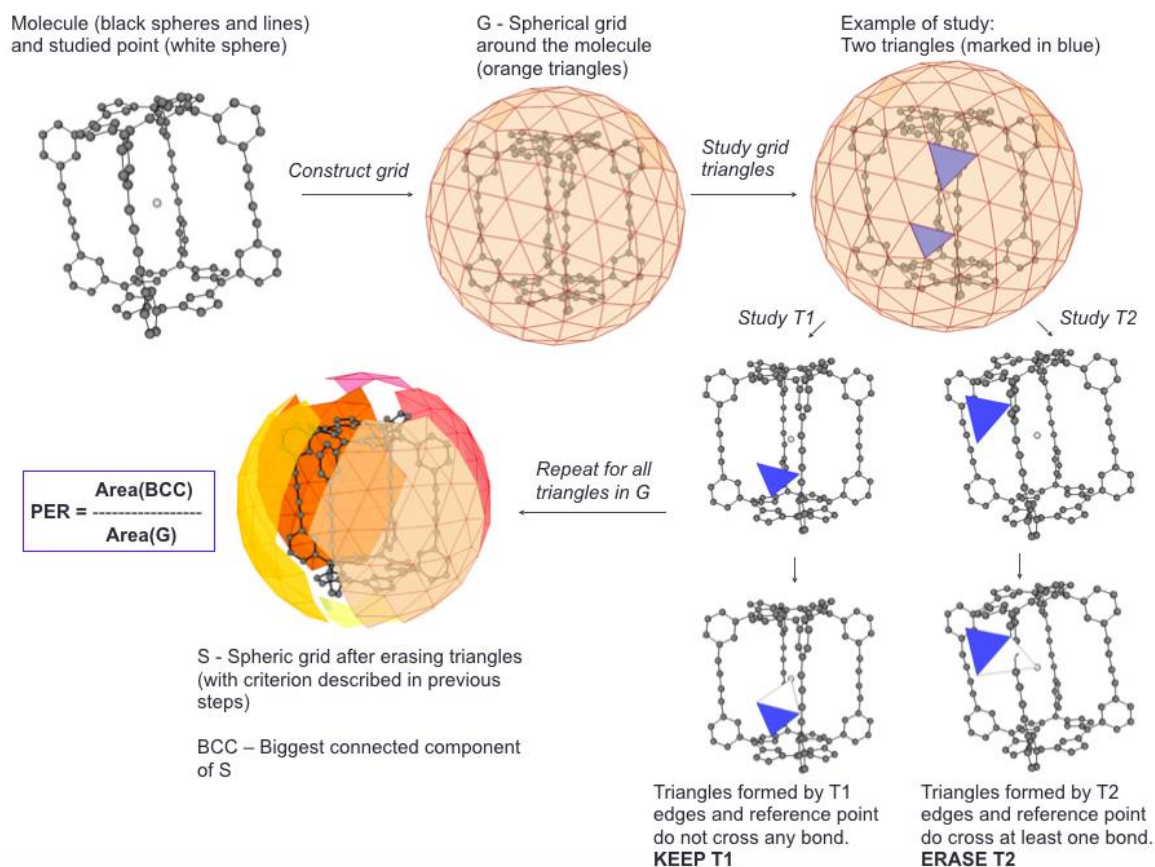 Molecule (black spheres and lines)
and studied point (white sphere)
G - Spherical grid
around the molecule
(orange triangles)
Example of study:
Two triangles (marked in blue)
Construct grid
Study grid
triangles
Study T1
Study T2
Repeat for all
triangles in G
Area(BCC)
PER = ------------------
Area(G)
S - Spheric grid after erasing triangles
(with criterion described in previous
steps)
BCC – Biggest connected component
of S
Triangles formed by T1
edges and reference point
do not cross any bond.
KEEP T1
Triangles formed by T2
edges and reference point
do cross at least one bond.
ERASE T2